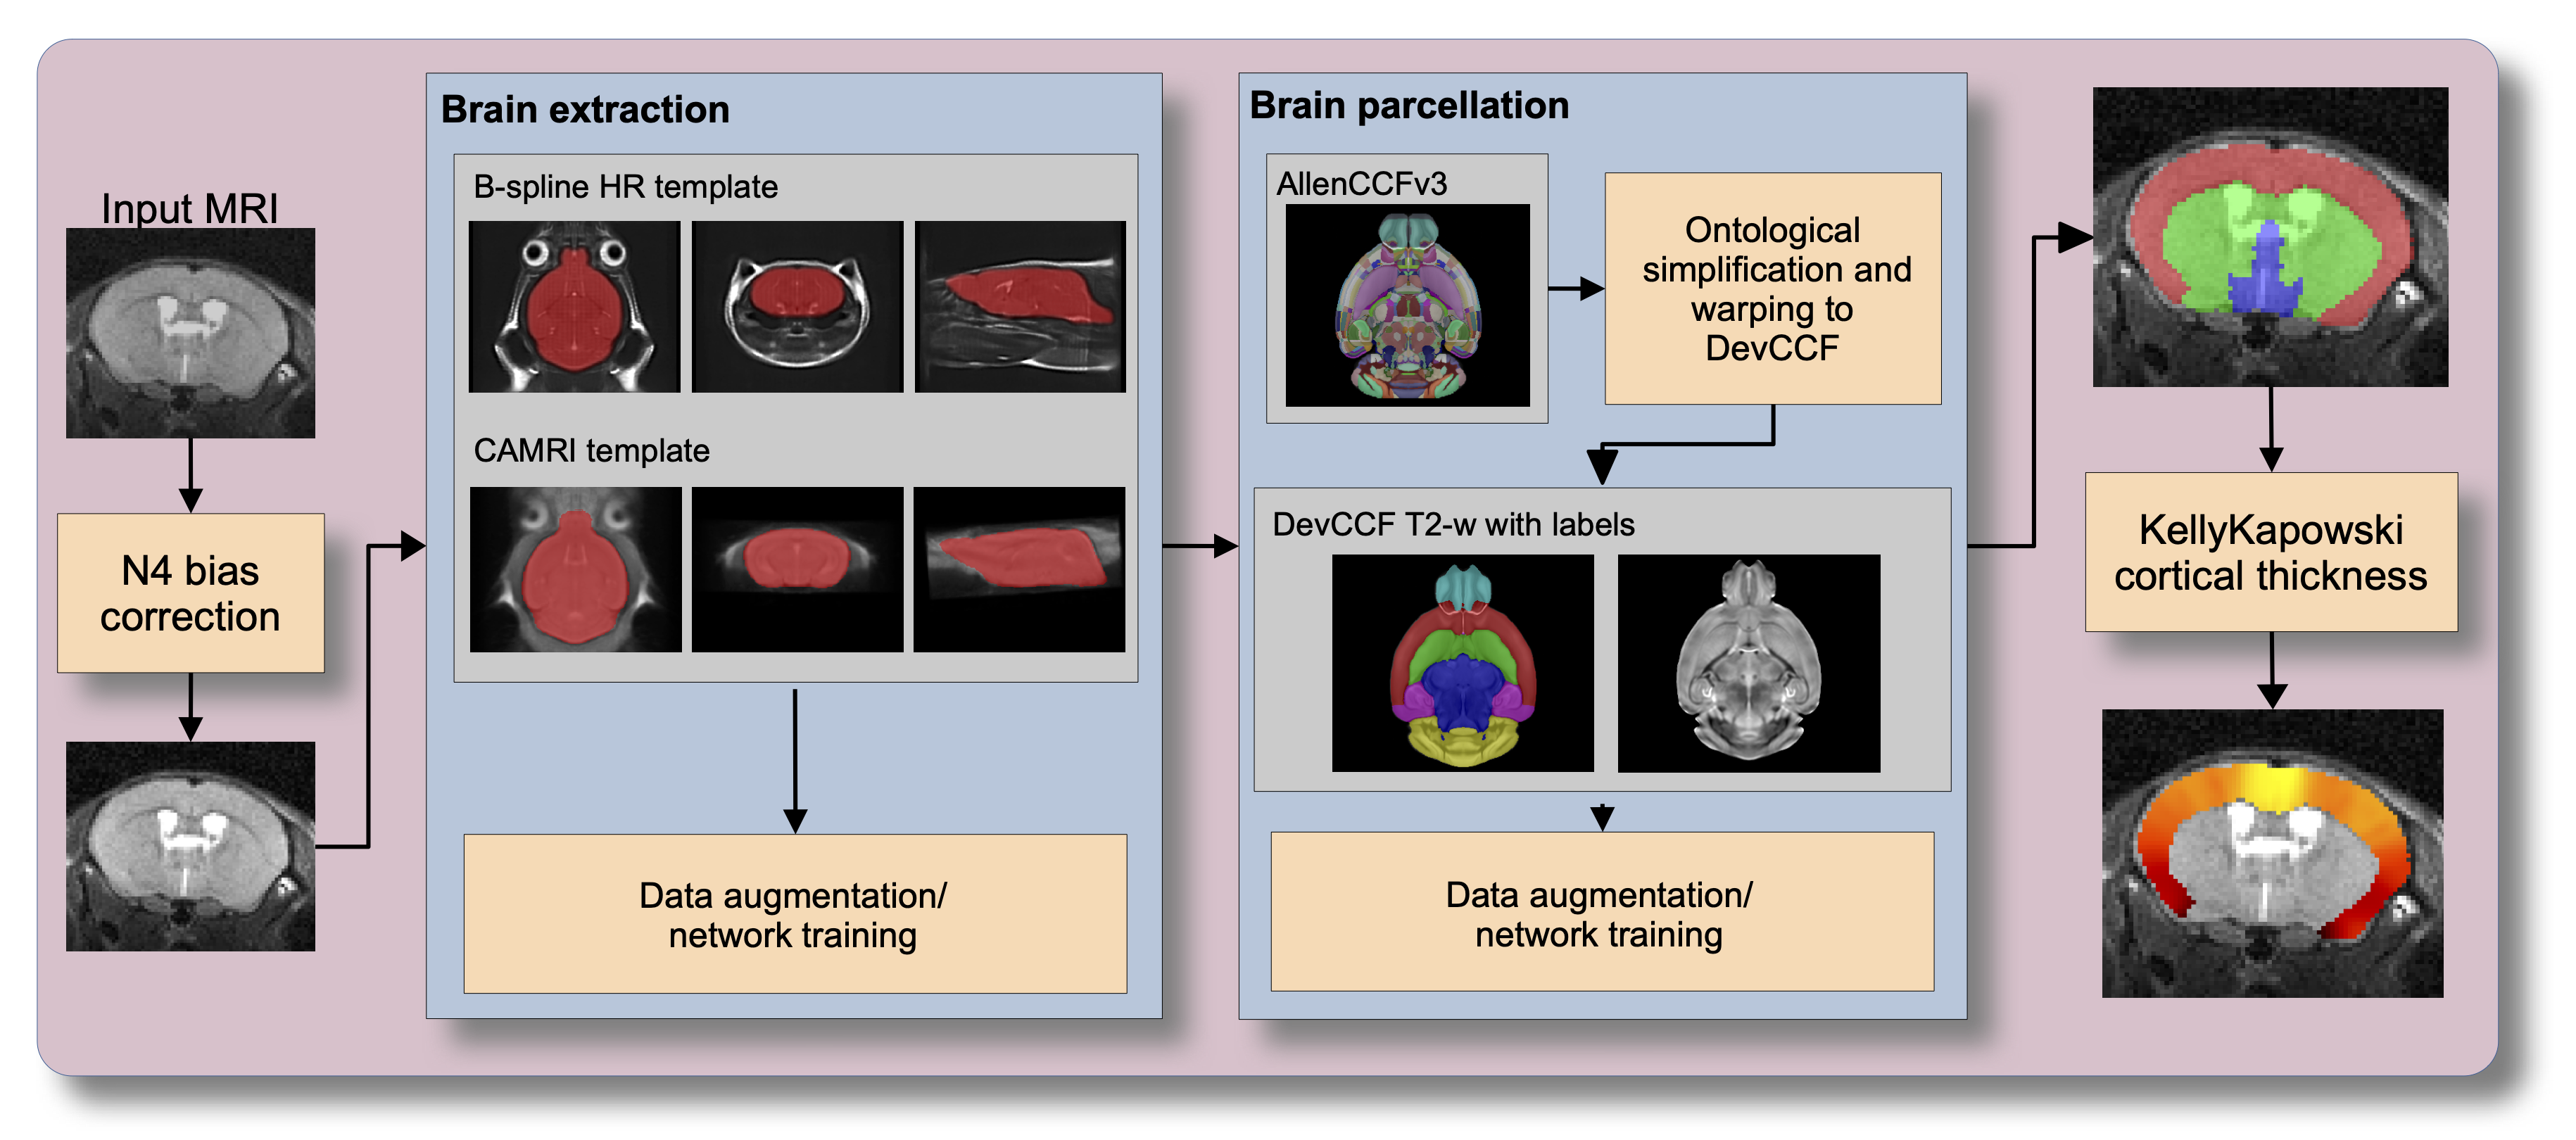 Input MRI
N4 bias
correction
Brain extraction
B-spline HR template
CAMRI template
Data augmentation/
network training
Brain parcellation
AllenCCFv3
Ontological
simplification and
warping to
DevCCF
DevCCF T2-w with labels
Data augmentation/
network training
KellyKapowski
cortical thickness